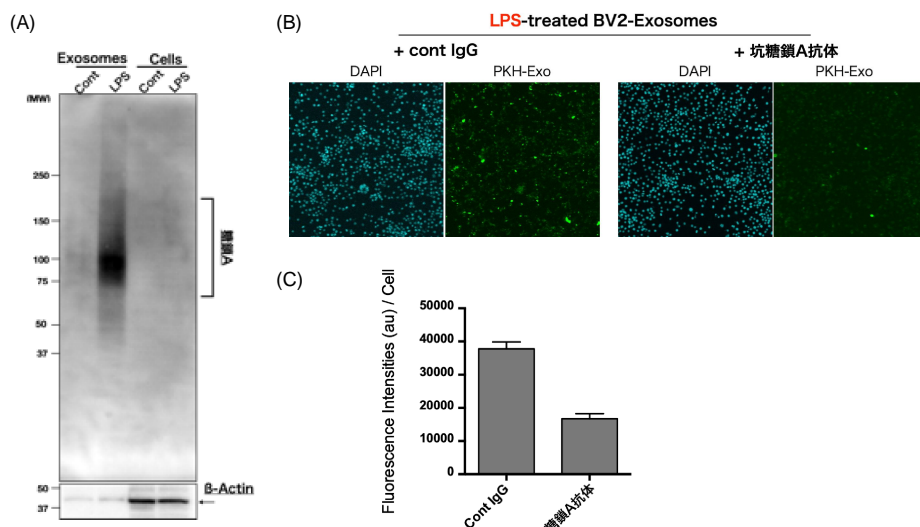 (A)
Exosomes Cells
Cont LPS Cont LPS
(MW)
250
150
100
75
50
37
糖鎖A
50
37
ß-Actin
(B)
LPS-treated BV2-Exosomes
+ cont IgG
+ 坑糖鎖A抗体
DAPI PKH-Exo DAPI PKH-Exo
(C)
Fluorescence Intensities (au) / Cell
50000
40000
30000
20000
10000
0
Cont IgG
糖鎖A抗体